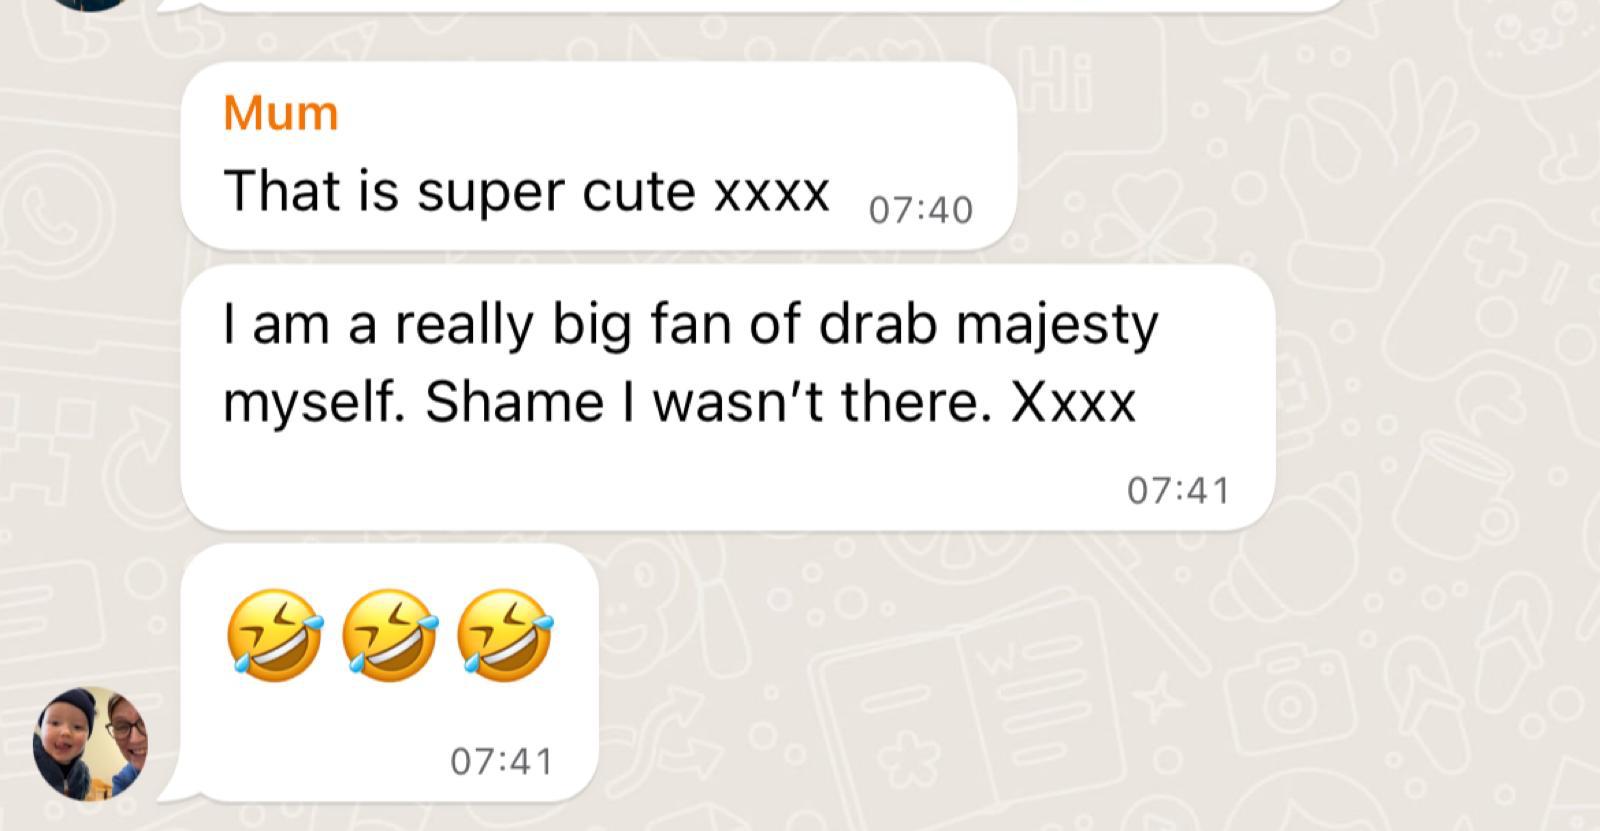 Mum
That is super cute xxxx 07:40
I am a really big fan of drab majesty
myself. Shame I wasn’t there. Xxxx
07:41
🤣🤣🤣
07:41